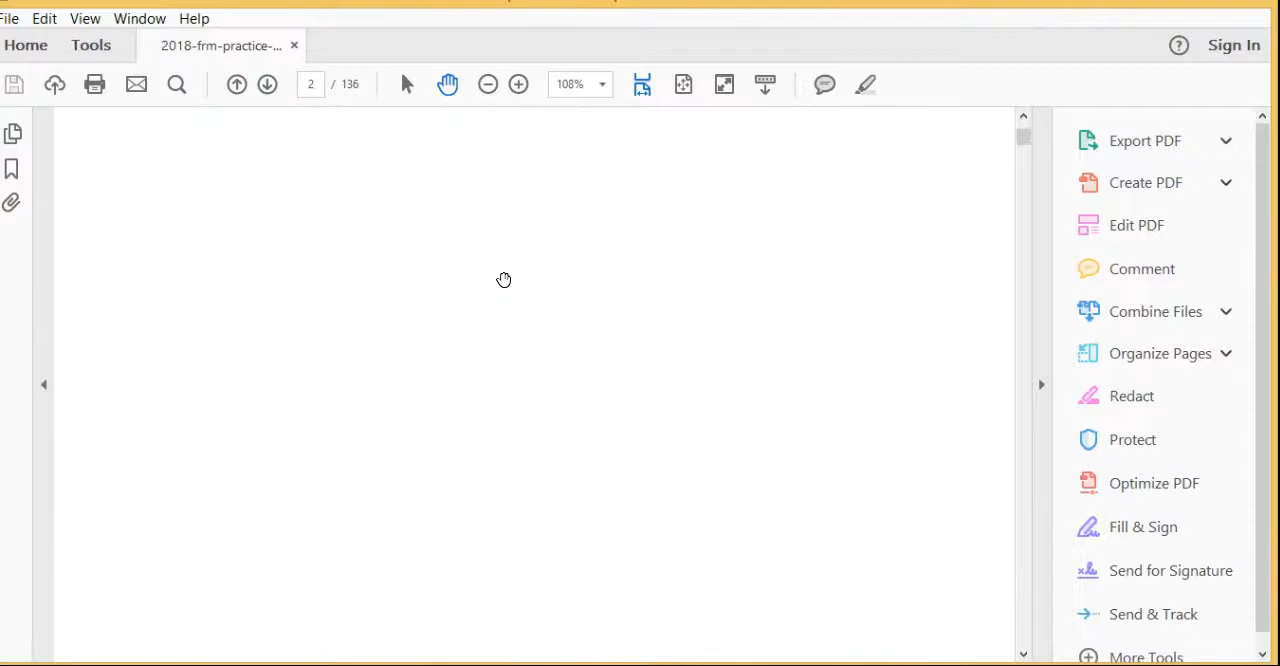 File Edit View Window Help
Home Tools 2018-frm-practice-... × ? Sign In
2 / 136 108%
Export PDF
Create PDF
Edit PDF
Comment
Combine Files
Organize Pages
Redact
Protect
Optimize PDF
Fill & Sign
Send for Signature
Send & Track
More Tools